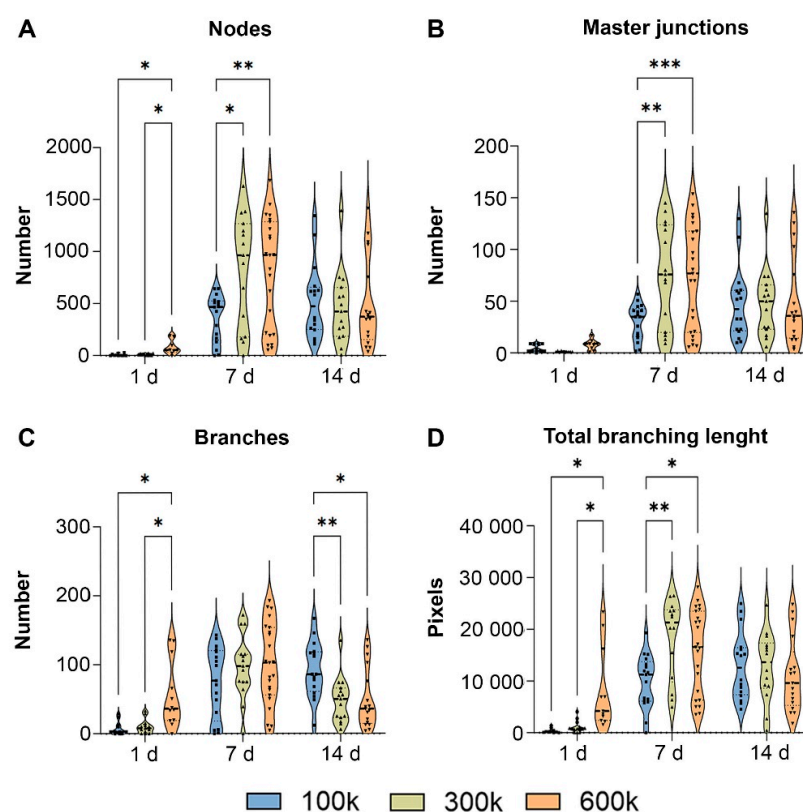 A
Nodes
*
**
*
*
2000
1500
1000
500
0
Number
1 d
7 d
14 d
B
Master junctions
***
**
200
150
100
50
0
Number
1 d
7 d
14 d
C
Branches
*
*
*
**
300
200
100
0
Number
1 d
7 d
14 d
D
Total branching lenght
*
*
*
**
40 000
30 000
20 000
10 000
0
Pixels
1 d
7 d
14 d
100k 300k 600k